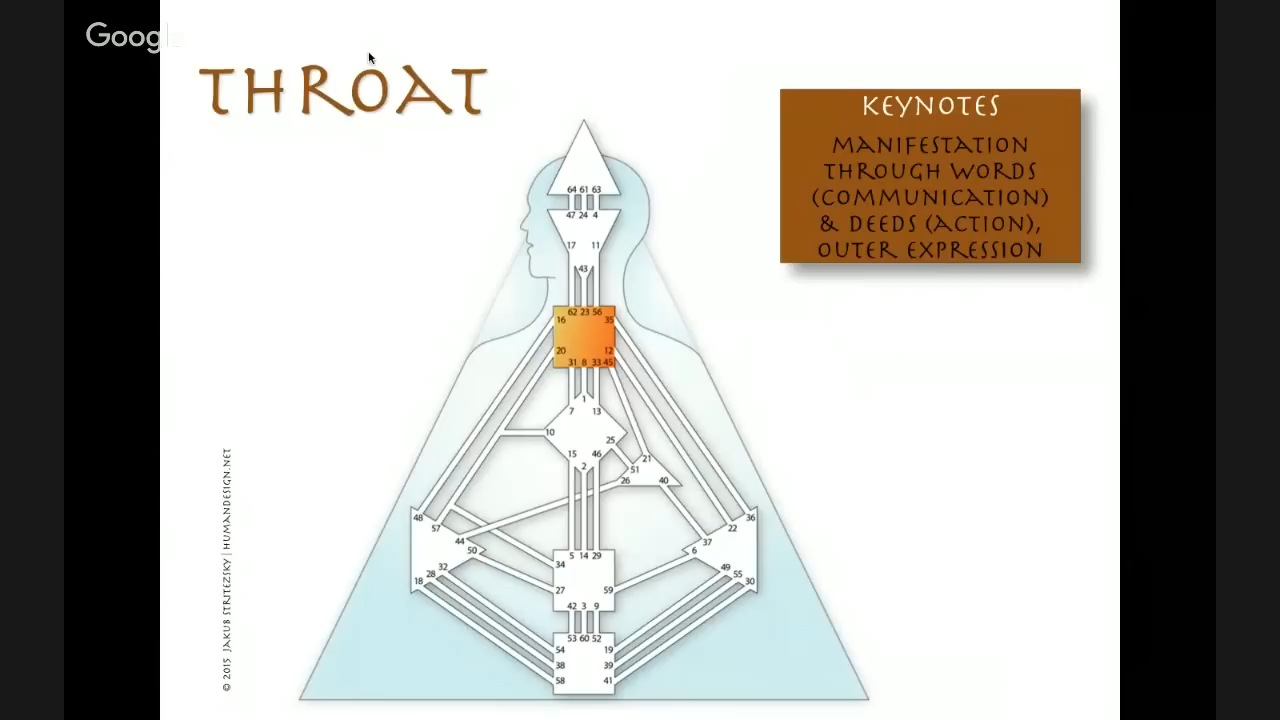 Google
THROAT
KEYNOTES
MANIFESTATION
THROUGH WORDS
(COMMUNICATION)
& DEEDS (ACTION),
OUTER EXPRESSION
64 61 63
47 24 4
17 11
43
62 23 56
16 35
20 12
31 8 33 45
1
7 13
10
25
15 46
2
21
51
26 40
48 36
57 22
44 37
50 6
32 49
28 55
18 30
5 14 29
34
27 59
42 3 9
53 60 52
54 19
38 39
58 41
© 2015 JAKUB STRITEZSKY | HUMANDESIGN.NET